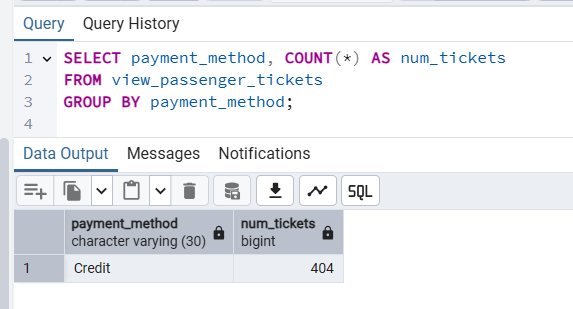 Query Query History
1 SELECT payment_method, COUNT(*) AS num_tickets
2 FROM view_passenger_tickets
3 GROUP BY payment_method;
4
Data Output Messages Notifications
SQL
payment_method num_tickets
character varying (30) bigint
1 Credit 404